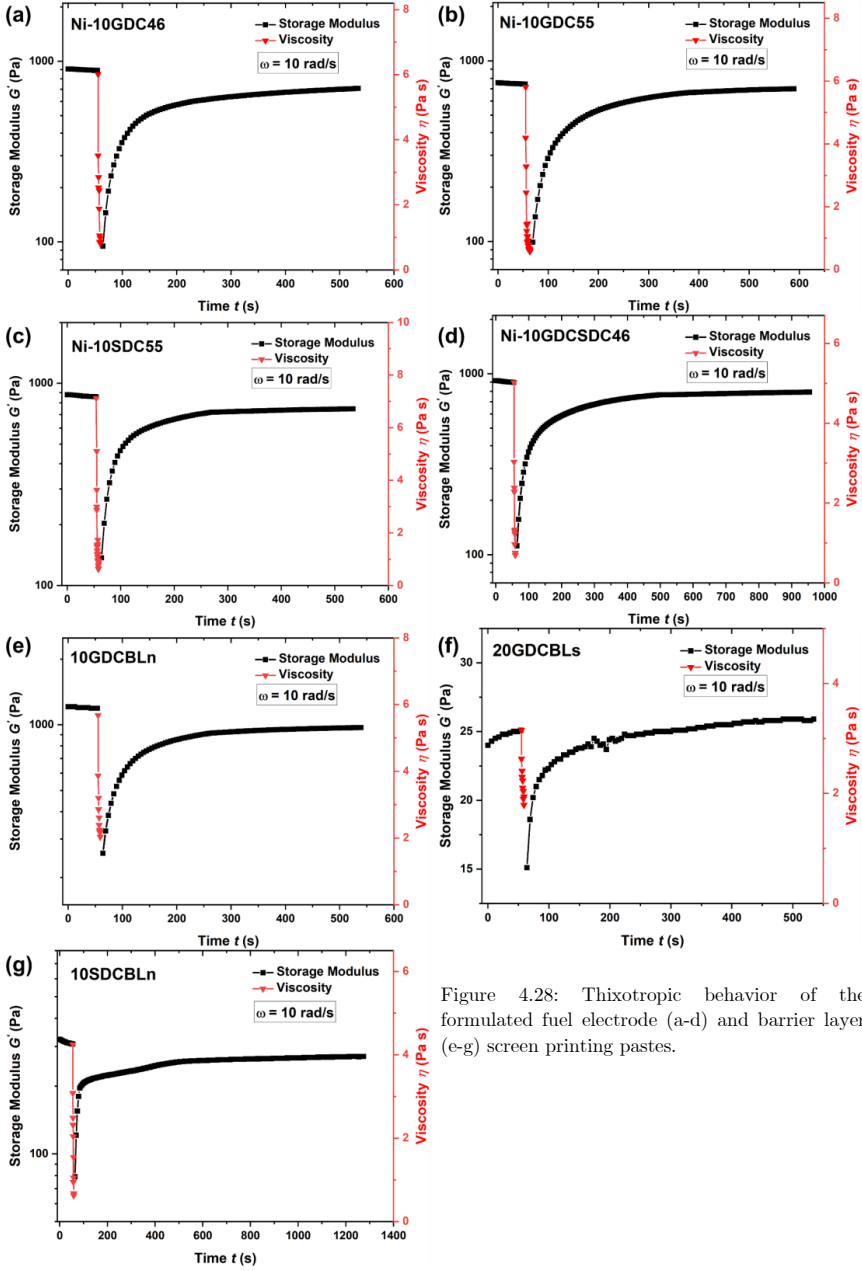 (a)
Ni-10GDC46
Storage Modulus
Viscosity
ω = 10 rad/s
Storage Modulus G' (Pa)
1000
100
Viscosity η (Pa s)
8
6
4
2
0
0 100 200 300 400 500 600
Time t (s)
(b)
Ni-10GDC55
Storage Modulus
Viscosity
ω = 10 rad/s
Storage Modulus G' (Pa)
1000
100
Viscosity η (Pa s)
8
6
4
2
0
0 100 200 300 400 500 600
Time t (s)
(c)
Ni-10SDC55
Storage Modulus
Viscosity
ω = 10 rad/s
Storage Modulus G' (Pa)
1000
100
Viscosity η (Pa s)
10
8
6
4
2
0
0 100 200 300 400 500 600
Time t (s)
(d)
Ni-10GDCSDC46
Storage Modulus
Viscosity
ω = 10 rad/s
Storage Modulus G' (Pa)
1000
100
Viscosity η (Pa s)
6
5
4
3
2
1
0
0 100 200 300 400 500 600 700 800 900 1000
Time t (s)
(e)
10GDCBLn
Storage Modulus
Viscosity
ω = 10 rad/s
Storage Modulus G' (Pa)
1000
Viscosity η (Pa s)
8
6
4
2
0
0 100 200 300 400 500 600
Time t (s)
(f)
20GDCBLs
Storage Modulus
Viscosity
ω = 10 rad/s
Storage Modulus G' (Pa)
30
25
20
15
Viscosity η (Pa s)
4
2
0
0 100 200 300 400 500
Time t (s)
(g)
10SDCBLn
Storage Modulus
Viscosity
ω = 10 rad/s
Storage Modulus G' (Pa)
100
Viscosity η (Pa s)
6
4
2
0
0 200 400 600 800 1000 1200 1400
Time t (s)
Figure 4.28: Thixotropic behavior of the
formulated fuel electrode (a-d) and barrier layer
(e-g) screen printing pastes.